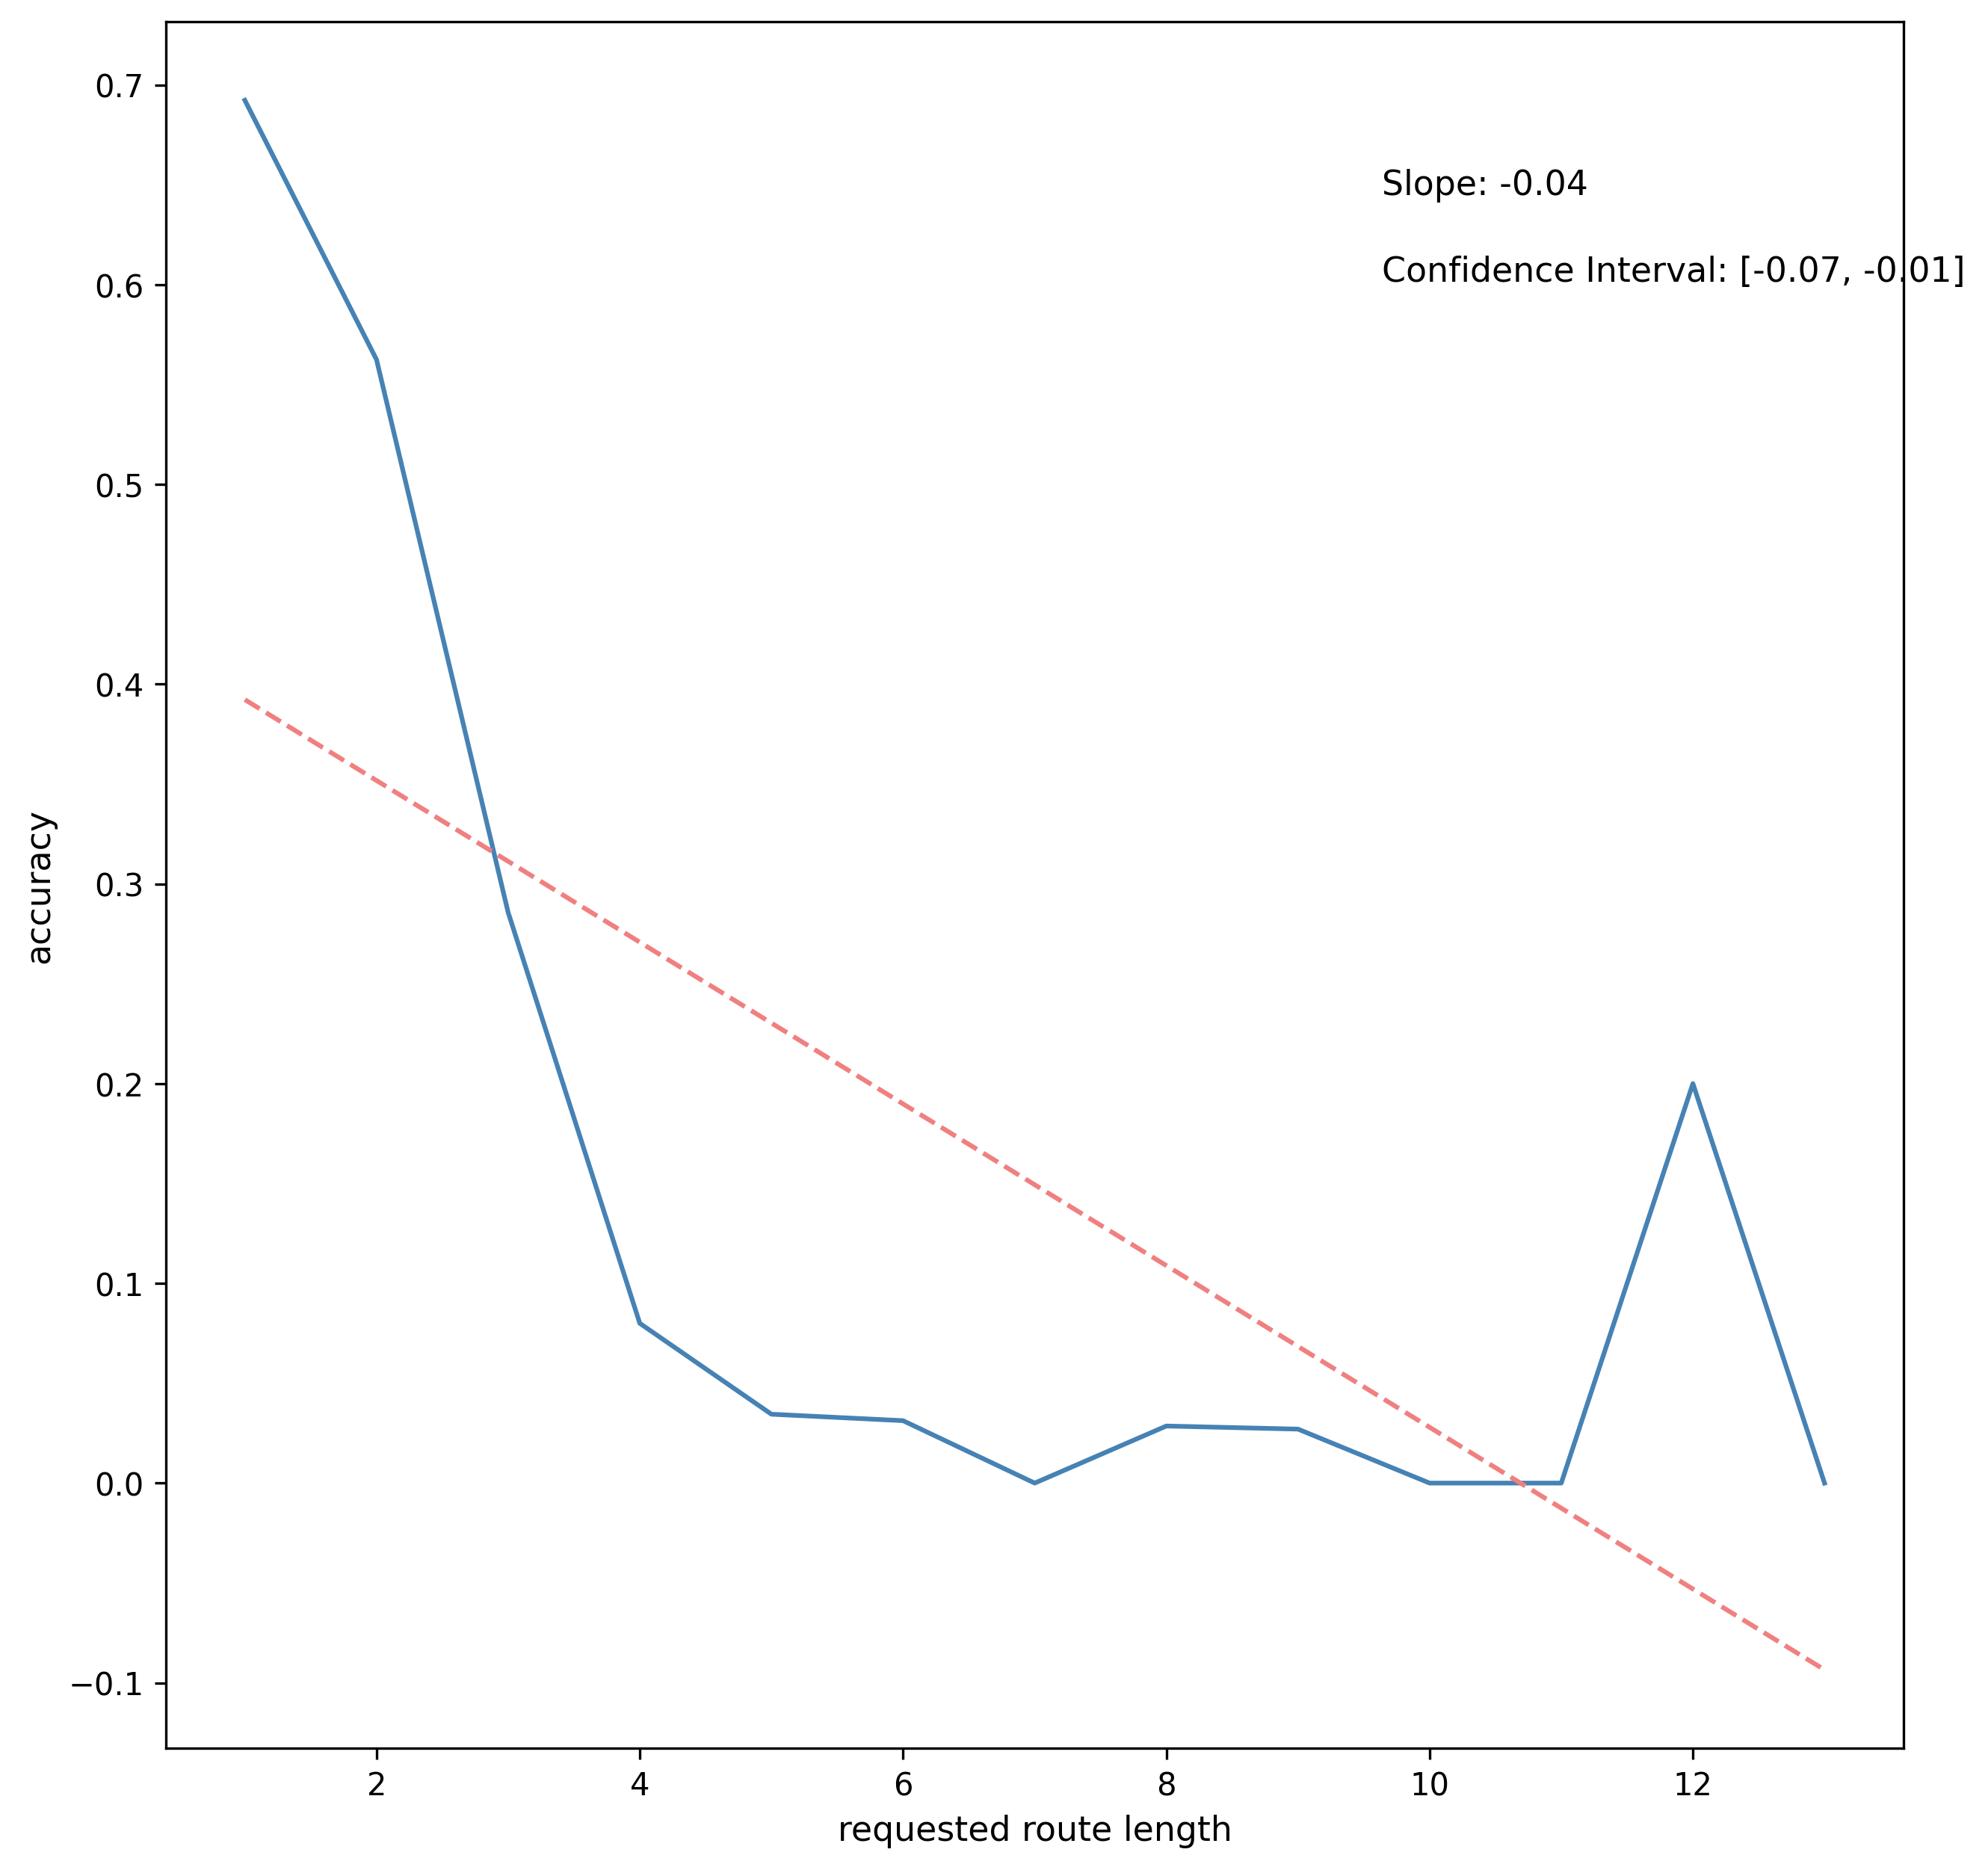 0.7
0.6
0.5
0.4
0.3
0.2
0.1
0.0
−0.1
accuracy
Slope: -0.04
Confidence Interval: [-0.07, -0.01]
2 4 6 8 10 12
requested route length